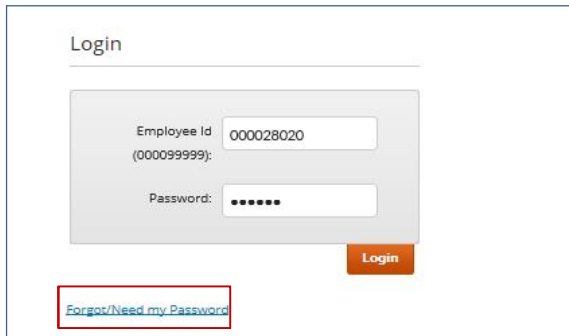 Login
Employee Id 000028020
(000099999):
Password: ●●●●●●
Login
Forgot/Need my Password